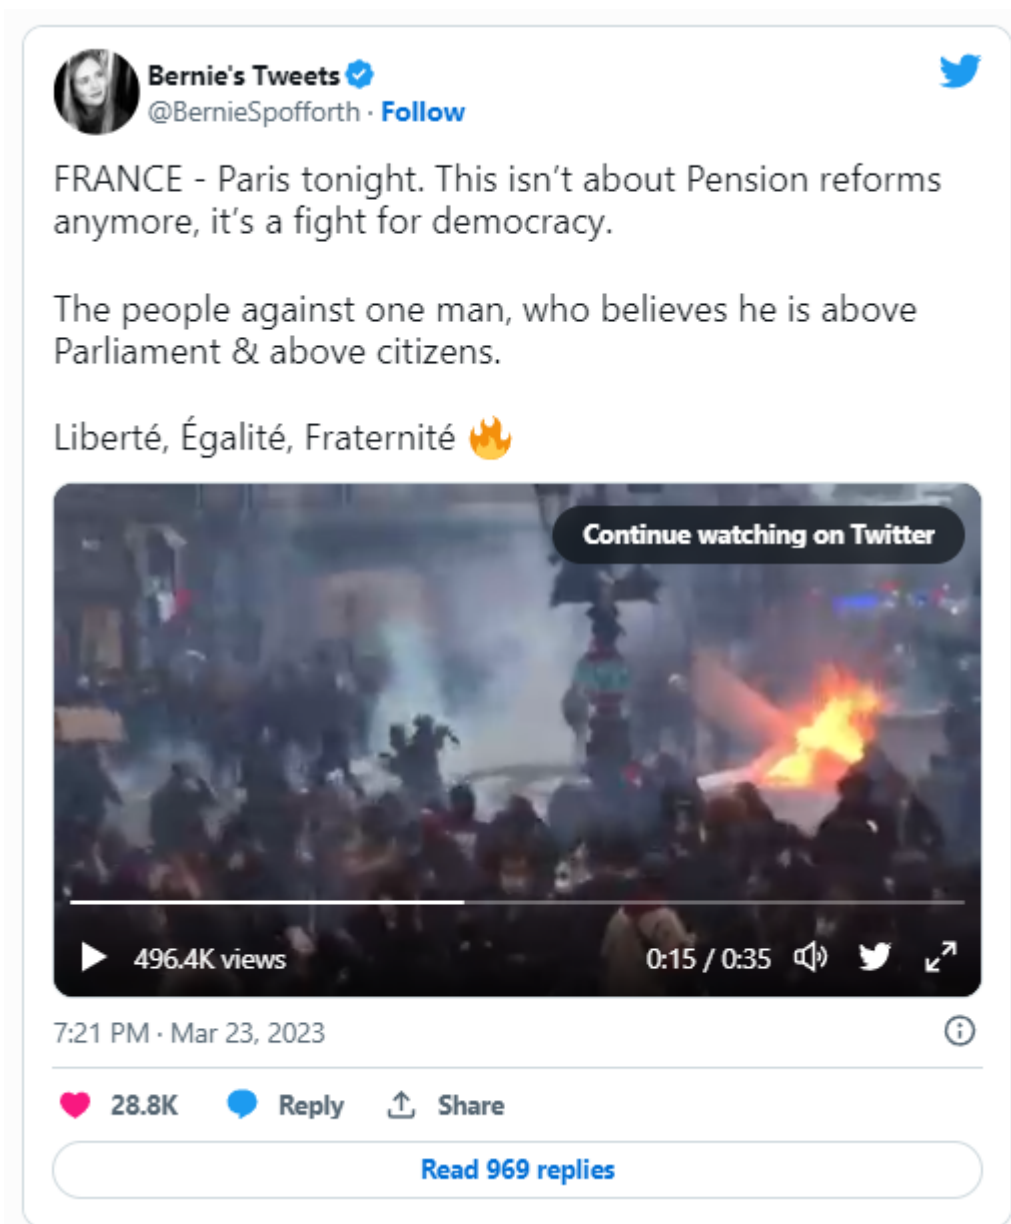 Bernie's Tweets
@BernieSpofforth · Follow
FRANCE - Paris tonight. This isn’t about Pension reforms
anymore, it’s a fight for democracy.
The people against one man, who believes he is above
Parliament & above citizens.
Liberté, Égalité, Fraternité 🔥
Continue watching on Twitter
496.4K views
0:15 / 0:35
7:21 PM · Mar 23, 2023
28.8K
Reply
Share
Read 969 replies